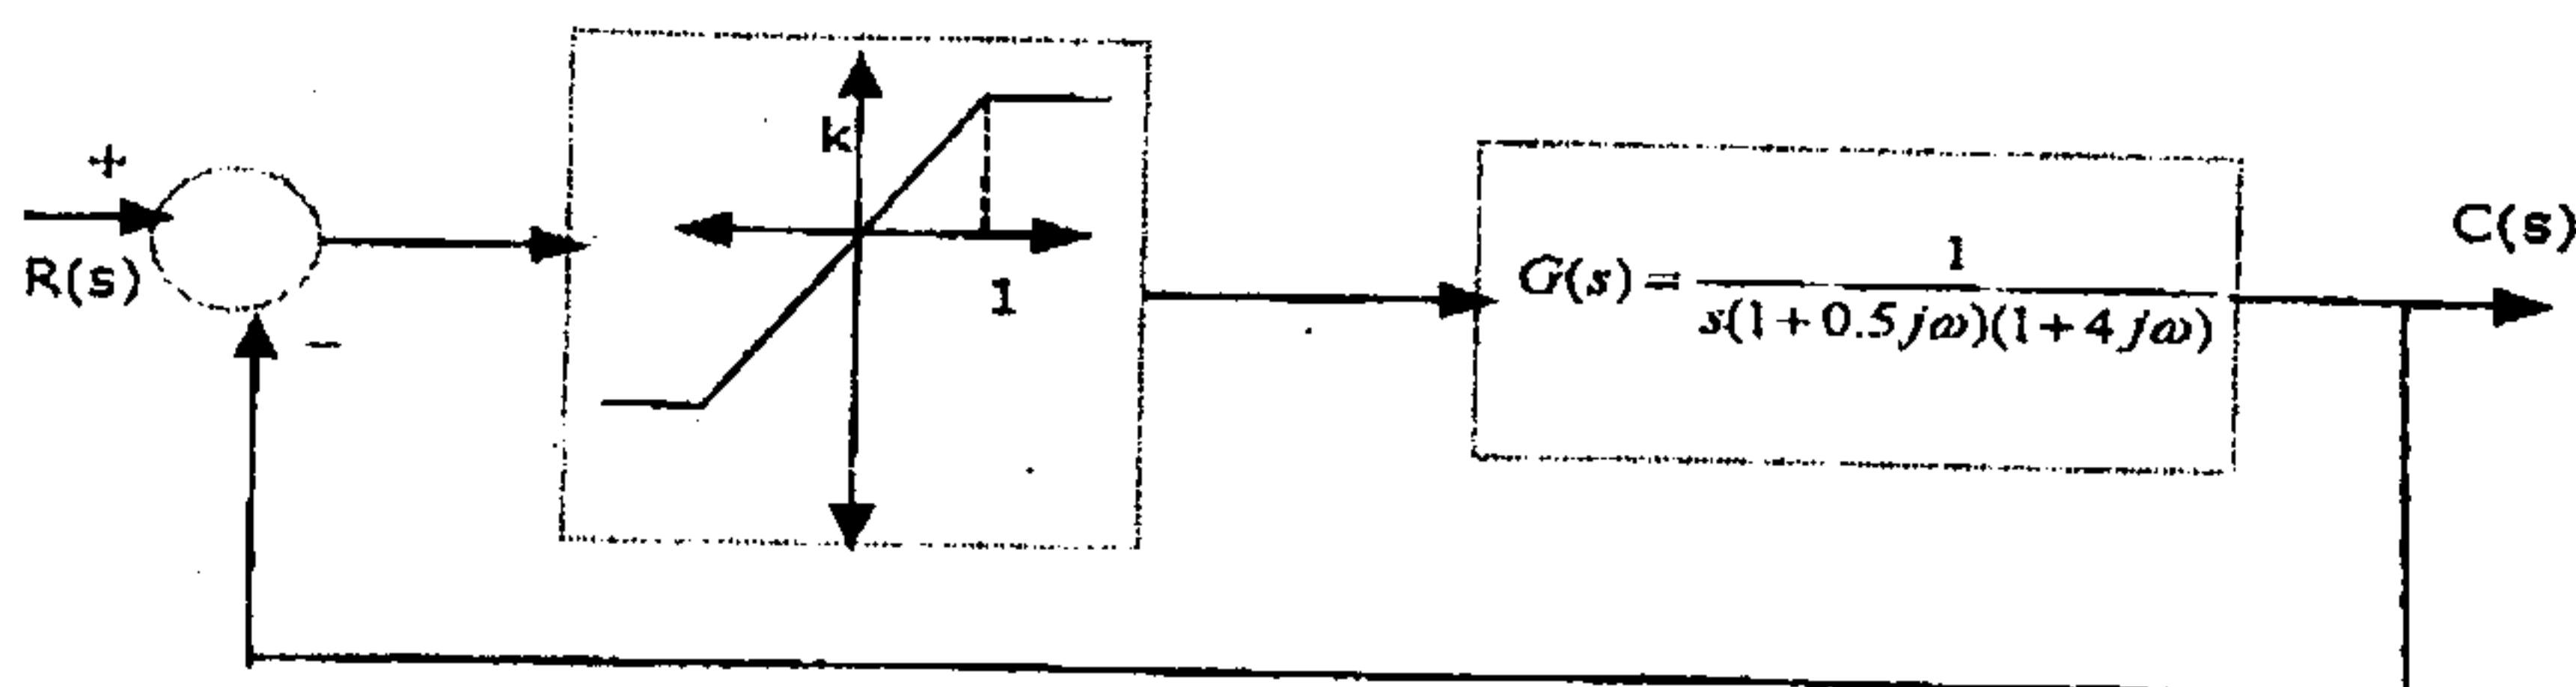 +
R(s)
−
k
1
G(s) = 1 / s(1 + 0.5jω)(1 + 4jω)
C(s)